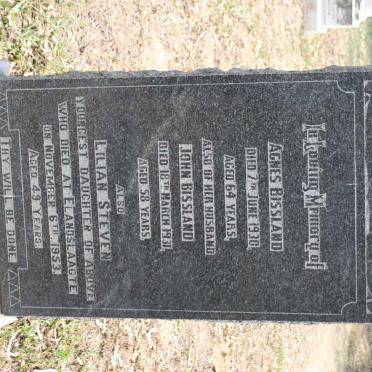 In Loving Memory of
AGNES BISSLAND
DIED 7TH JUNE 1930,
AGED 64 YEARS,
ALSO OF HER HUSBAND
JOHN BISSLAND
DIED 18TH MARCH 1931,
AGED 58 YEARS
ALSO
LILIAN STEVEN
YOUNGEST DAUGHTER OF ABOVE
WHO DIED AT ELANDSLAAGTE
ON NOVEMBER 6TH 1953
AGED 49 YEARS
THY WILL BE DONE